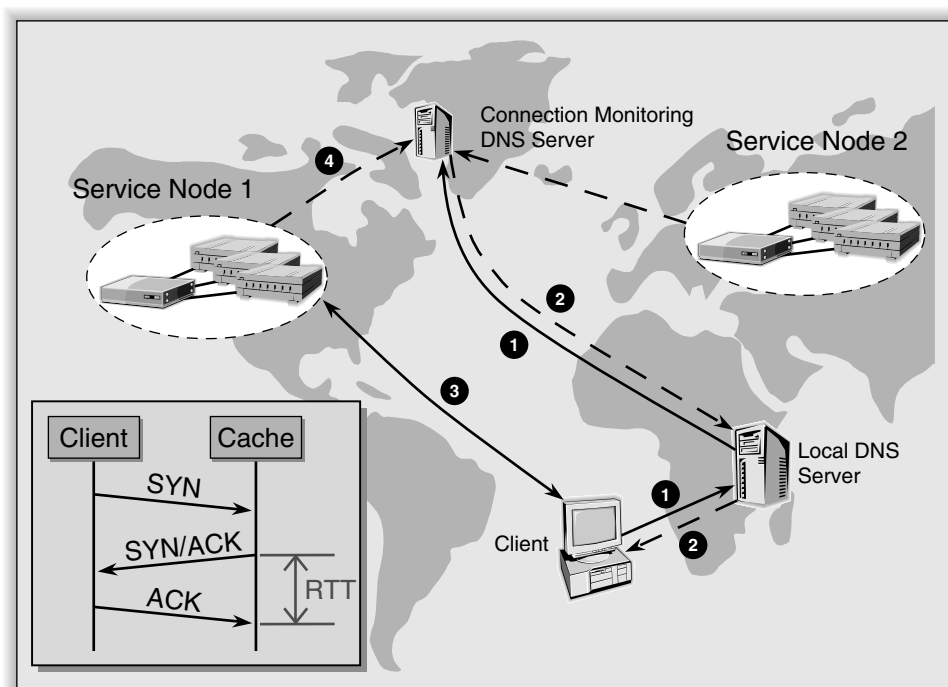 Connection Monitoring
DNS Server
Service Node 2
4
Service Node 1
2
1
3
Client
Cache
SYN
SYN/ACK
RTT
ACK
Local DNS
Server
1
Client
2